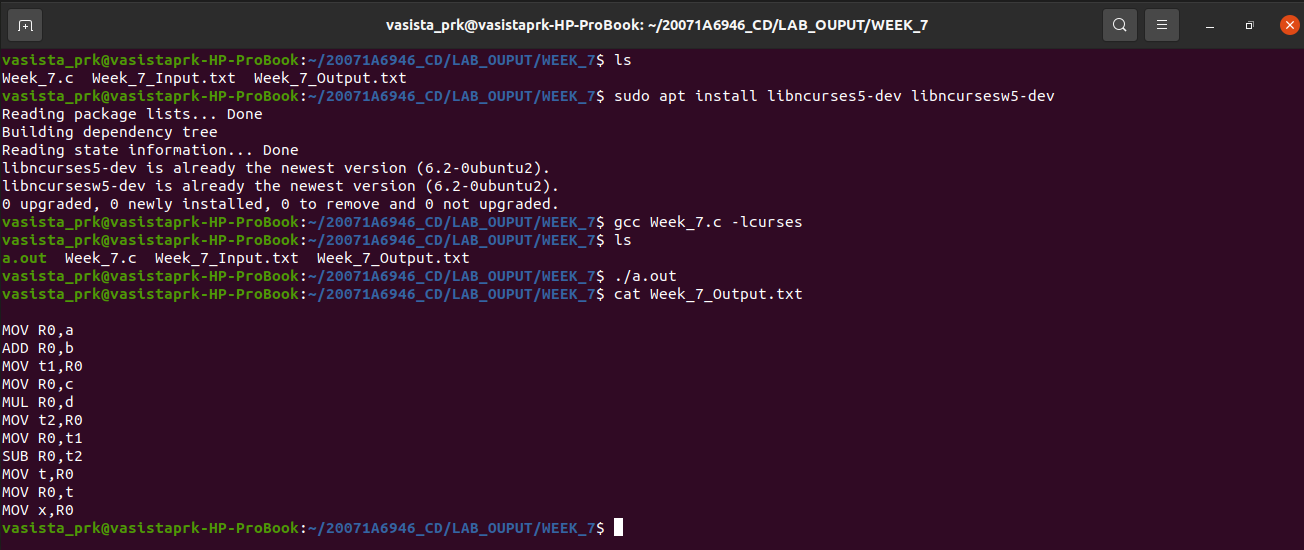 vasista_prk@vasistaprk-HP-ProBook: ~/20071A6946_CD/LAB_OUPUT/WEEK_7
vasista_prk@vasistaprk-HP-ProBook:~/20071A6946_CD/LAB_OUPUT/WEEK_7$ ls
Week_7.c  Week_7_Input.txt  Week_7_Output.txt
vasista_prk@vasistaprk-HP-ProBook:~/20071A6946_CD/LAB_OUPUT/WEEK_7$ sudo apt install libncurses5-dev libncursesw5-dev
Reading package lists... Done
Building dependency tree
Reading state information... Done
libncurses5-dev is already the newest version (6.2-0ubuntu2).
libncursesw5-dev is already the newest version (6.2-0ubuntu2).
0 upgraded, 0 newly installed, 0 to remove and 0 not upgraded.
vasista_prk@vasistaprk-HP-ProBook:~/20071A6946_CD/LAB_OUPUT/WEEK_7$ gcc Week_7.c -lcurses
vasista_prk@vasistaprk-HP-ProBook:~/20071A6946_CD/LAB_OUPUT/WEEK_7$ ls
a.out  Week_7.c  Week_7_Input.txt  Week_7_Output.txt
vasista_prk@vasistaprk-HP-ProBook:~/20071A6946_CD/LAB_OUPUT/WEEK_7$ ./a.out
vasista_prk@vasistaprk-HP-ProBook:~/20071A6946_CD/LAB_OUPUT/WEEK_7$ cat Week_7_Output.txt
MOV R0,a
ADD R0,b
MOV t1,R0
MOV R0,c
MUL R0,d
MOV t2,R0
MOV R0,t1
SUB R0,t2
MOV t,R0
MOV R0,t
MOV x,R0
vasista_prk@vasistaprk-HP-ProBook:~/20071A6946_CD/LAB_OUPUT/WEEK_7$